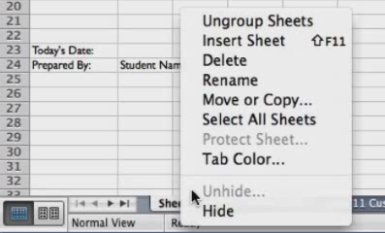 20
21
22
23 Today's Date:
24 Prepared By: Student Nam
25
26
27
28
29
30
31
32
Ungroup Sheets
Insert Sheet ⇧F11
Delete
Rename
Move or Copy...
Select All Sheets
Protect Sheet...
Tab Color...
Unhide...
Hide
Shee
11 Cus
Normal View